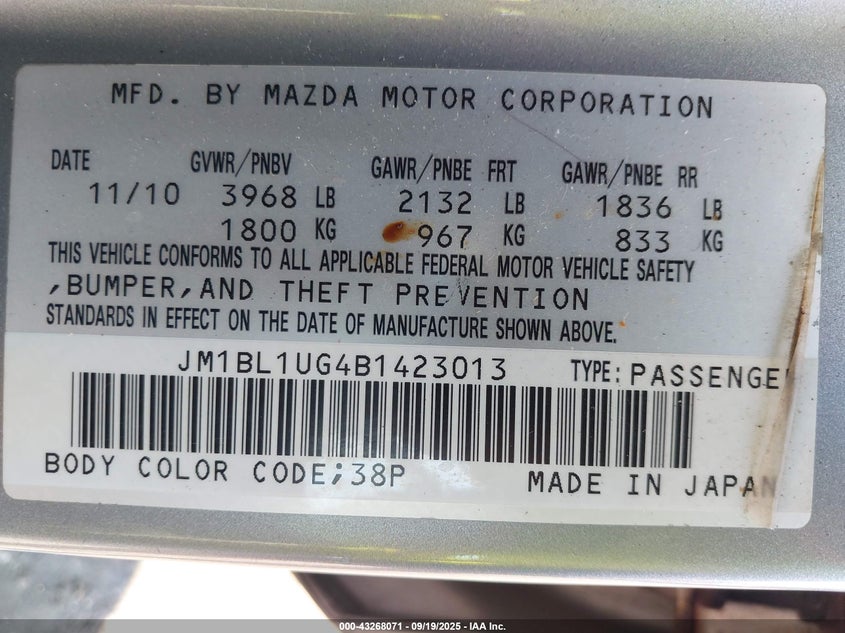 MFD. BY MAZDA MOTOR CORPORATION
DATE GVWR/PNBV GAWR/PNBE FRT GAWR/PNBE RR
11/10 3968 LB 2132 LB 1836 LB
1800 KG 967 KG 833 KG
THIS VEHICLE CONFORMS TO ALL APPLICABLE FEDERAL MOTOR VEHICLE SAFETY
,BUMPER,AND THEFT PREVENTION
STANDARDS IN EFFECT ON THE DATE OF MANUFACTURE SHOWN ABOVE.
JM1BL1UG4B1423013 TYPE: PASSENGE
BODY COLOR CODE;38P MADE IN JAPAN
000-43268071 - 09/19/2025 - IAA Inc.